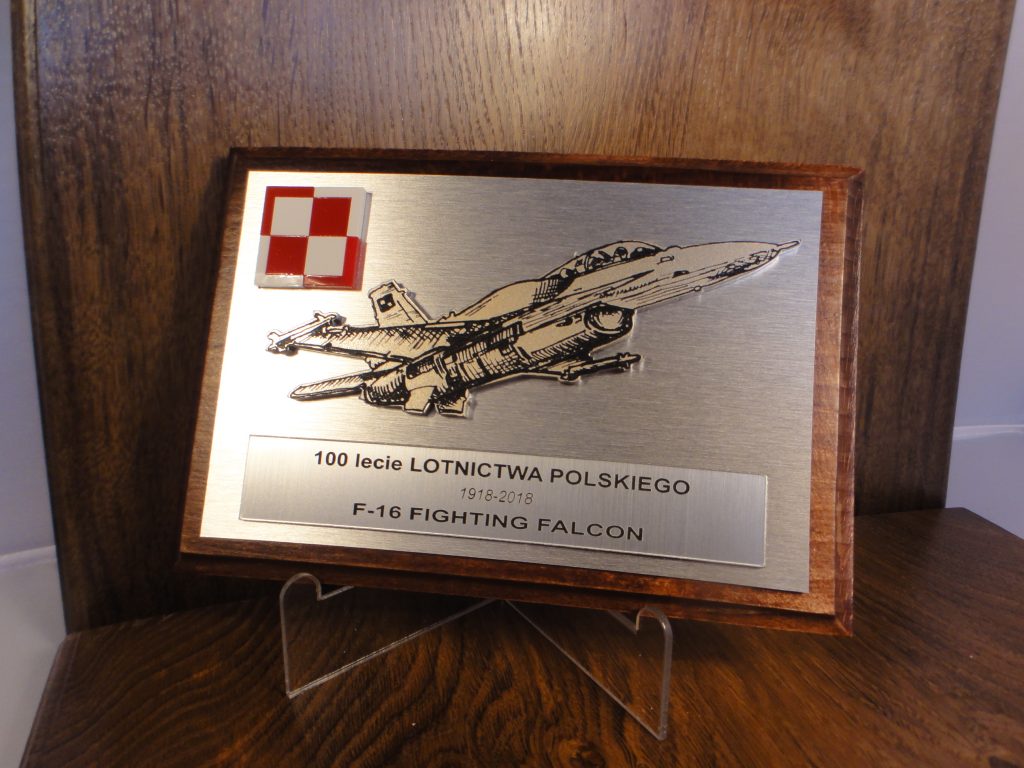 100 lecie LOTNICTWA POLSKIEGO
1918-2018
F-16 FIGHTING FALCON